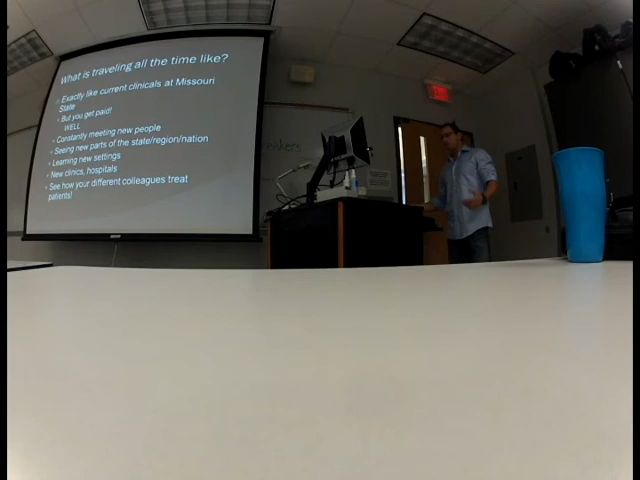 What is traveling all the time like?
Exactly like current clinicals at Missouri
State
But you get paid!
WELL
Constantly meeting new people
Seeing new parts of the state/region/nation
Learning new settings
New clinics, hospitals
See how your different colleagues treat
patients!
EXIT